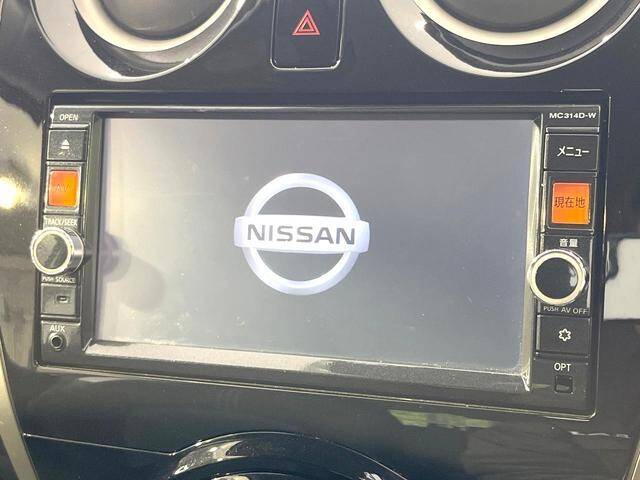 OPEN
MC314D-W
メニュー
TRACK/SEEK
現在地
NISSAN
音量
PUSH SOURCE
PUSH AV OFF
AUX
OPT